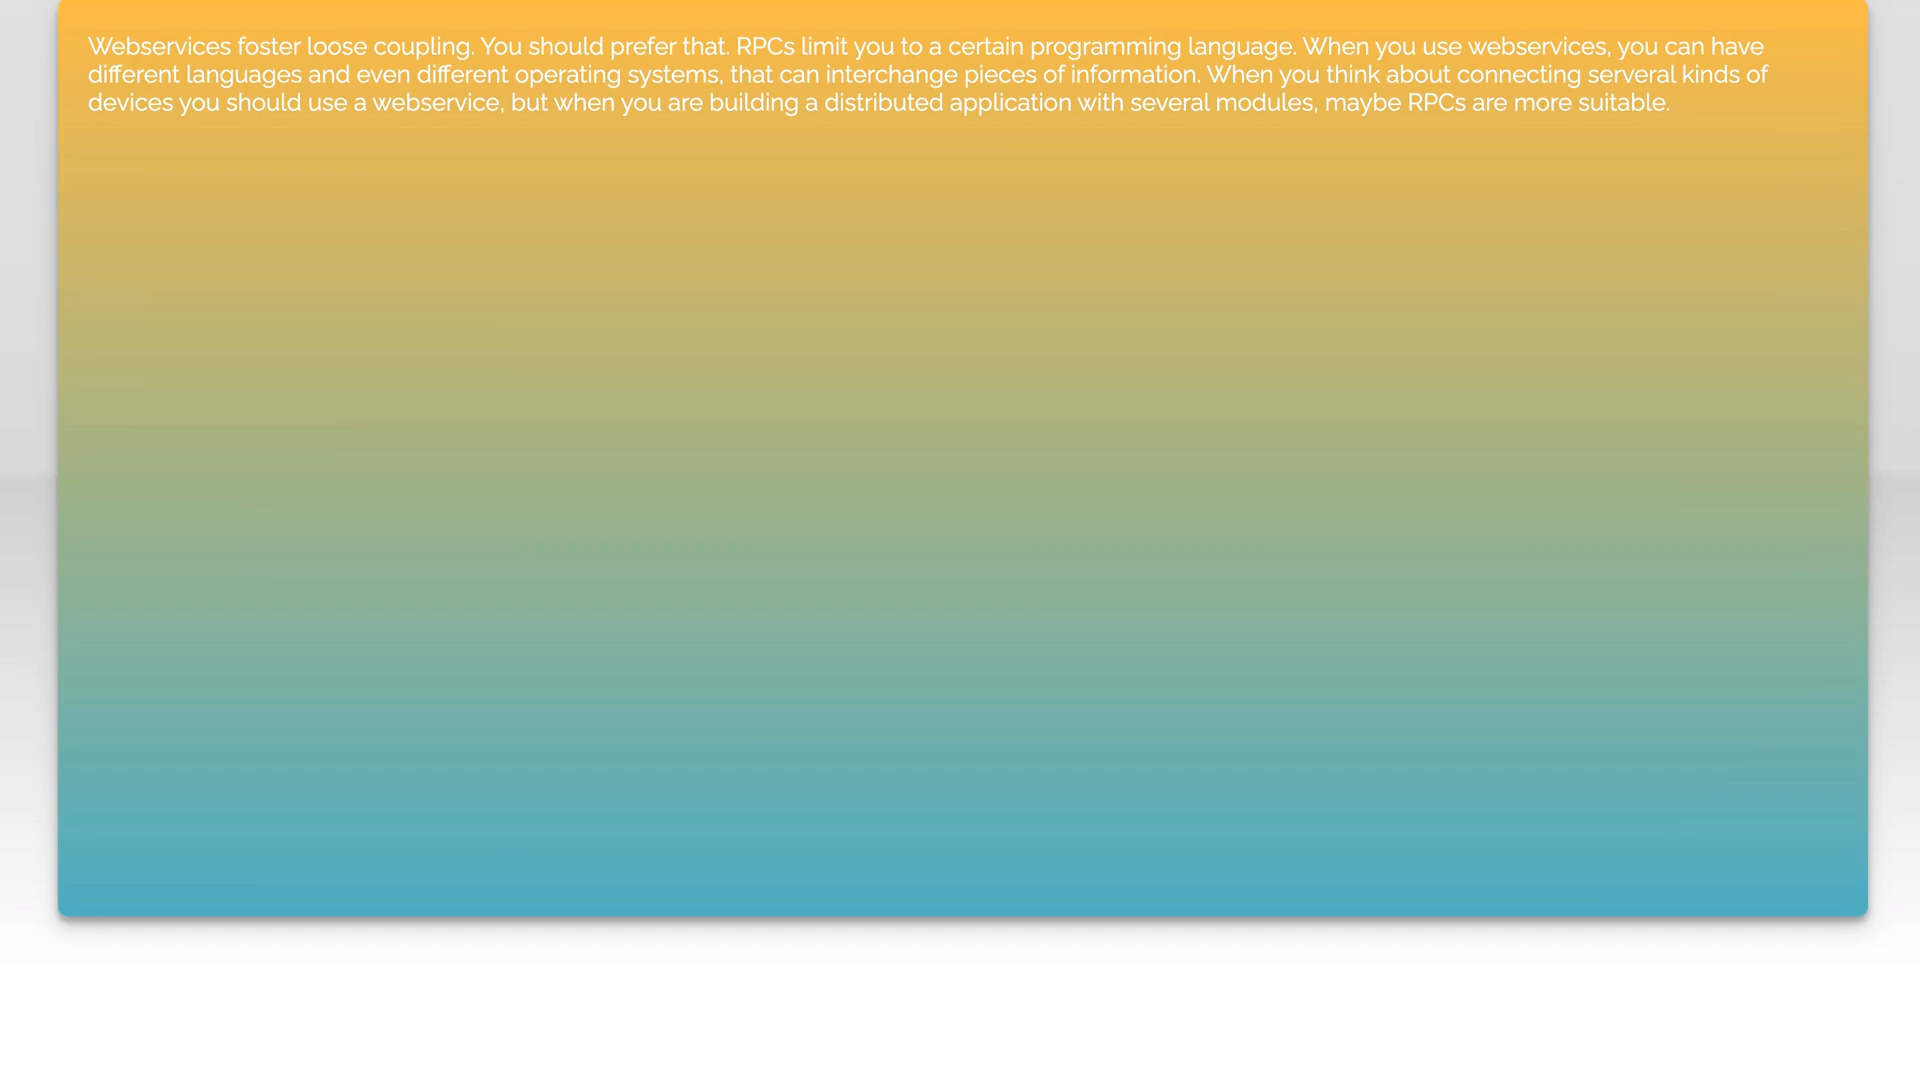 Webservices foster loose coupling. You should prefer that. RPCs limit you to a certain programming language. When you use webservices, you can have
different languages and even different operating systems, that can interchange pieces of information. When you think about connecting serveral kinds of
devices you should use a webservice, but when you are building a distributed application with several modules, maybe RPCs are more suitable.